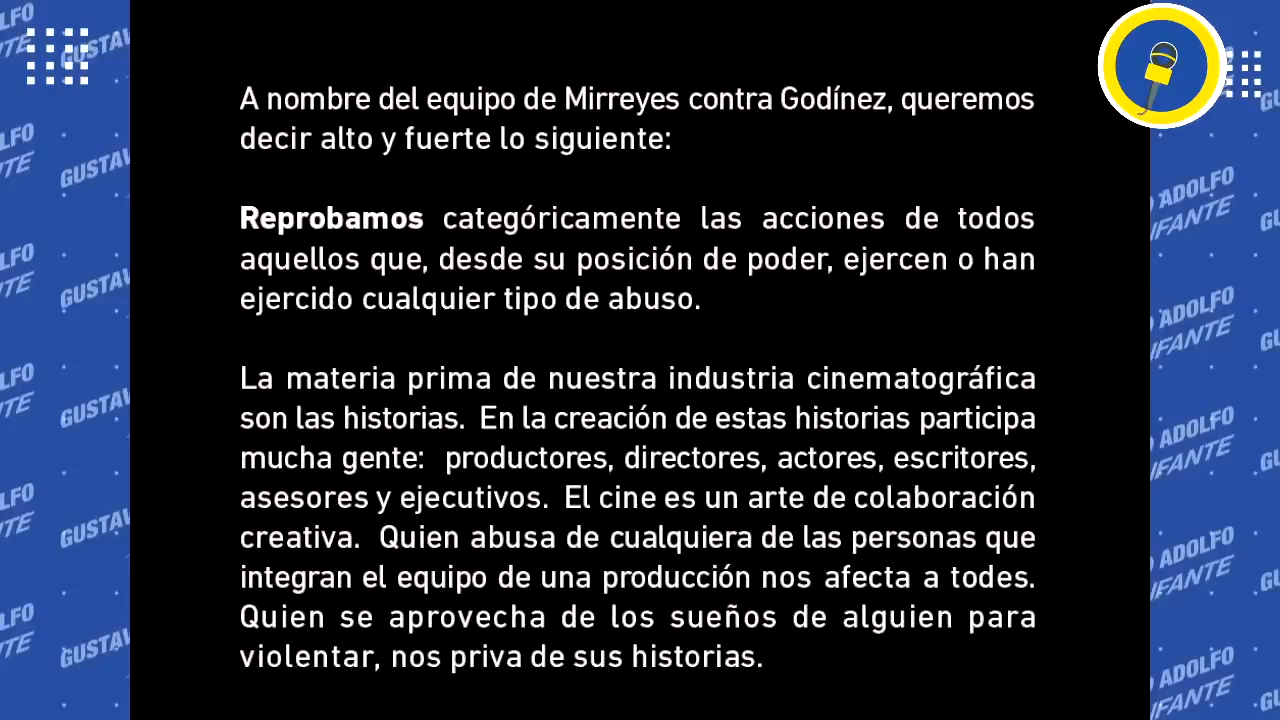 A nombre del equipo de Mirreyes contra Godínez, queremos
decir alto y fuerte lo siguiente:
Reprobamos categóricamente las acciones de todos
aquellos que, desde su posición de poder, ejercen o han
ejercido cualquier tipo de abuso.
La materia prima de nuestra industria cinematográfica
son las historias. En la creación de estas historias participa
mucha gente: productores, directores, actores, escritores,
asesores y ejecutivos. El cine es un arte de colaboración
creativa. Quien abusa de cualquiera de las personas que
integran el equipo de una producción nos afecta a todes.
Quien se aprovecha de los sueños de alguien para
violentar, nos priva de sus historias.
ADOLFO